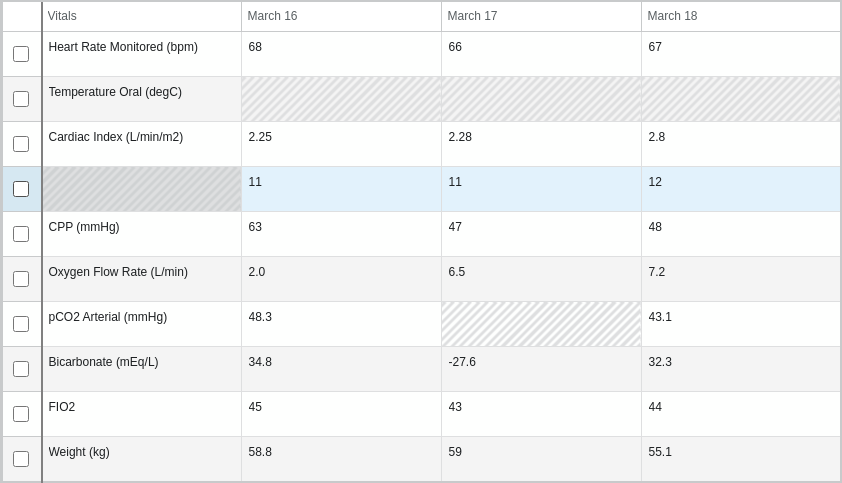 Vitals March 16 March 17 March 18
Heart Rate Monitored (bpm) 68 66 67
Temperature Oral (degC)
Cardiac Index (L/min/m2) 2.25 2.28 2.8
11 11 12
CPP (mmHg) 63 47 48
Oxygen Flow Rate (L/min) 2.0 6.5 7.2
pCO2 Arterial (mmHg) 48.3 43.1
Bicarbonate (mEq/L) 34.8 -27.6 32.3
FIO2 45 43 44
Weight (kg) 58.8 59 55.1